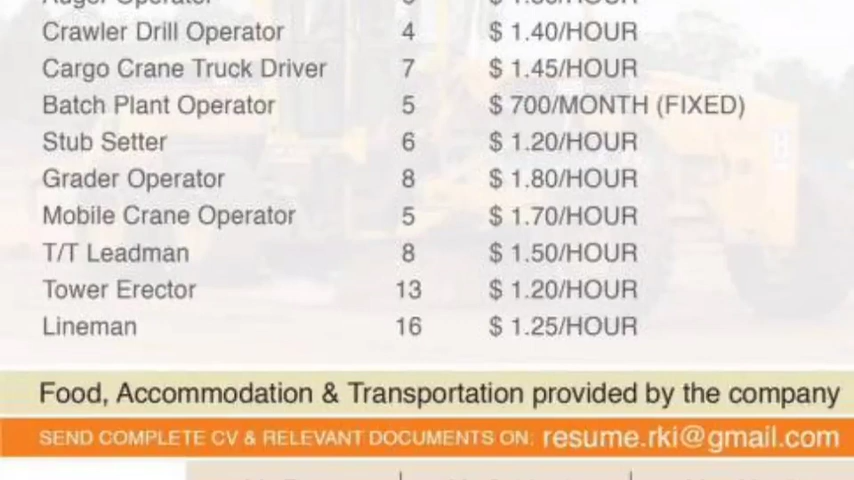 Crawler Drill Operator 4 $ 1.40/HOUR
Cargo Crane Truck Driver 7 $ 1.45/HOUR
Batch Plant Operator 5 $ 700/MONTH (FIXED)
Stub Setter 6 $ 1.20/HOUR
Grader Operator 8 $ 1.80/HOUR
Mobile Crane Operator 5 $ 1.70/HOUR
T/T Leadman 8 $ 1.50/HOUR
Tower Erector 13 $ 1.20/HOUR
Lineman 16 $ 1.25/HOUR
Food, Accommodation & Transportation provided by the company
SEND COMPLETE CV & RELEVANT DOCUMENTS ON: resume.rki@gmail.com